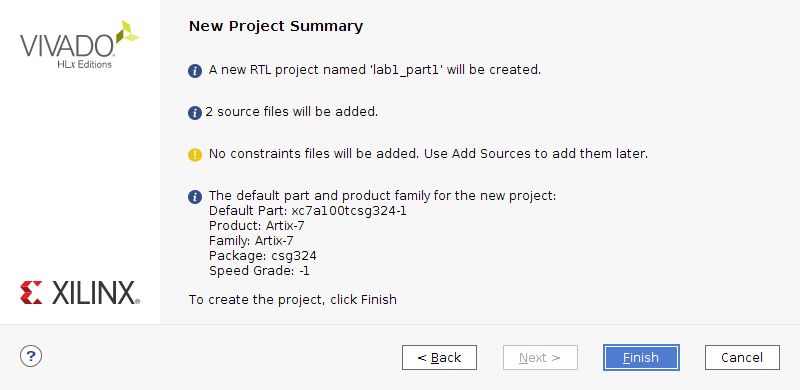 VIVADO
HLx Editions
New Project Summary
A new RTL project named 'lab1_part1' will be created.
2 source files will be added.
No constraints files will be added. Use Add Sources to add them later.
The default part and product family for the new project:
Default Part: xc7a100tcsg324-1
Product: Artix-7
Family: Artix-7
Package: csg324
Speed Grade: -1
XILINX
To create the project, click Finish
?
< Back
Next >
Finish
Cancel